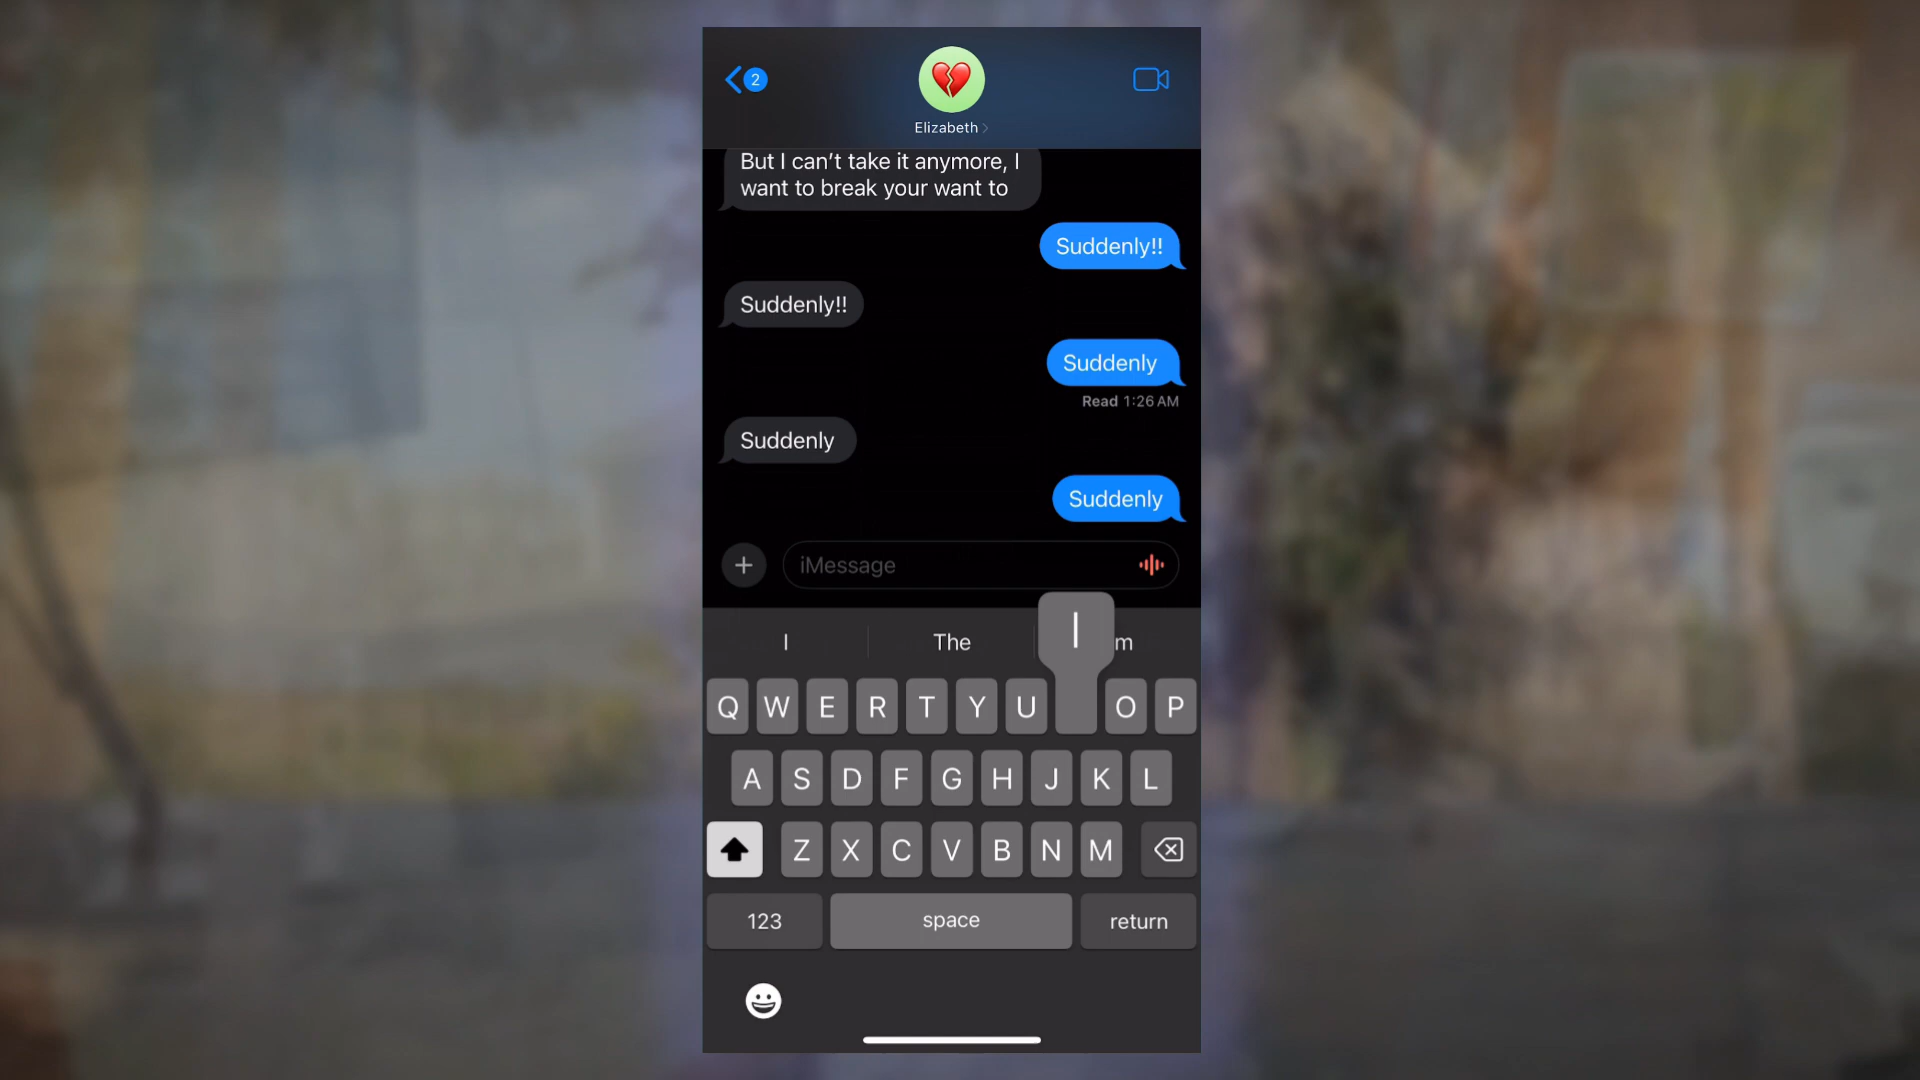 2
Elizabeth
But I can’t take it anymore, I
want to break your want to
Suddenly!!
Suddenly!!
Suddenly
Read 1:26 AM
Suddenly
Suddenly
iMessage
I
I The m
Q W E R T Y U O P
A S D F G H J K L
Z X C V B N M
123 space return